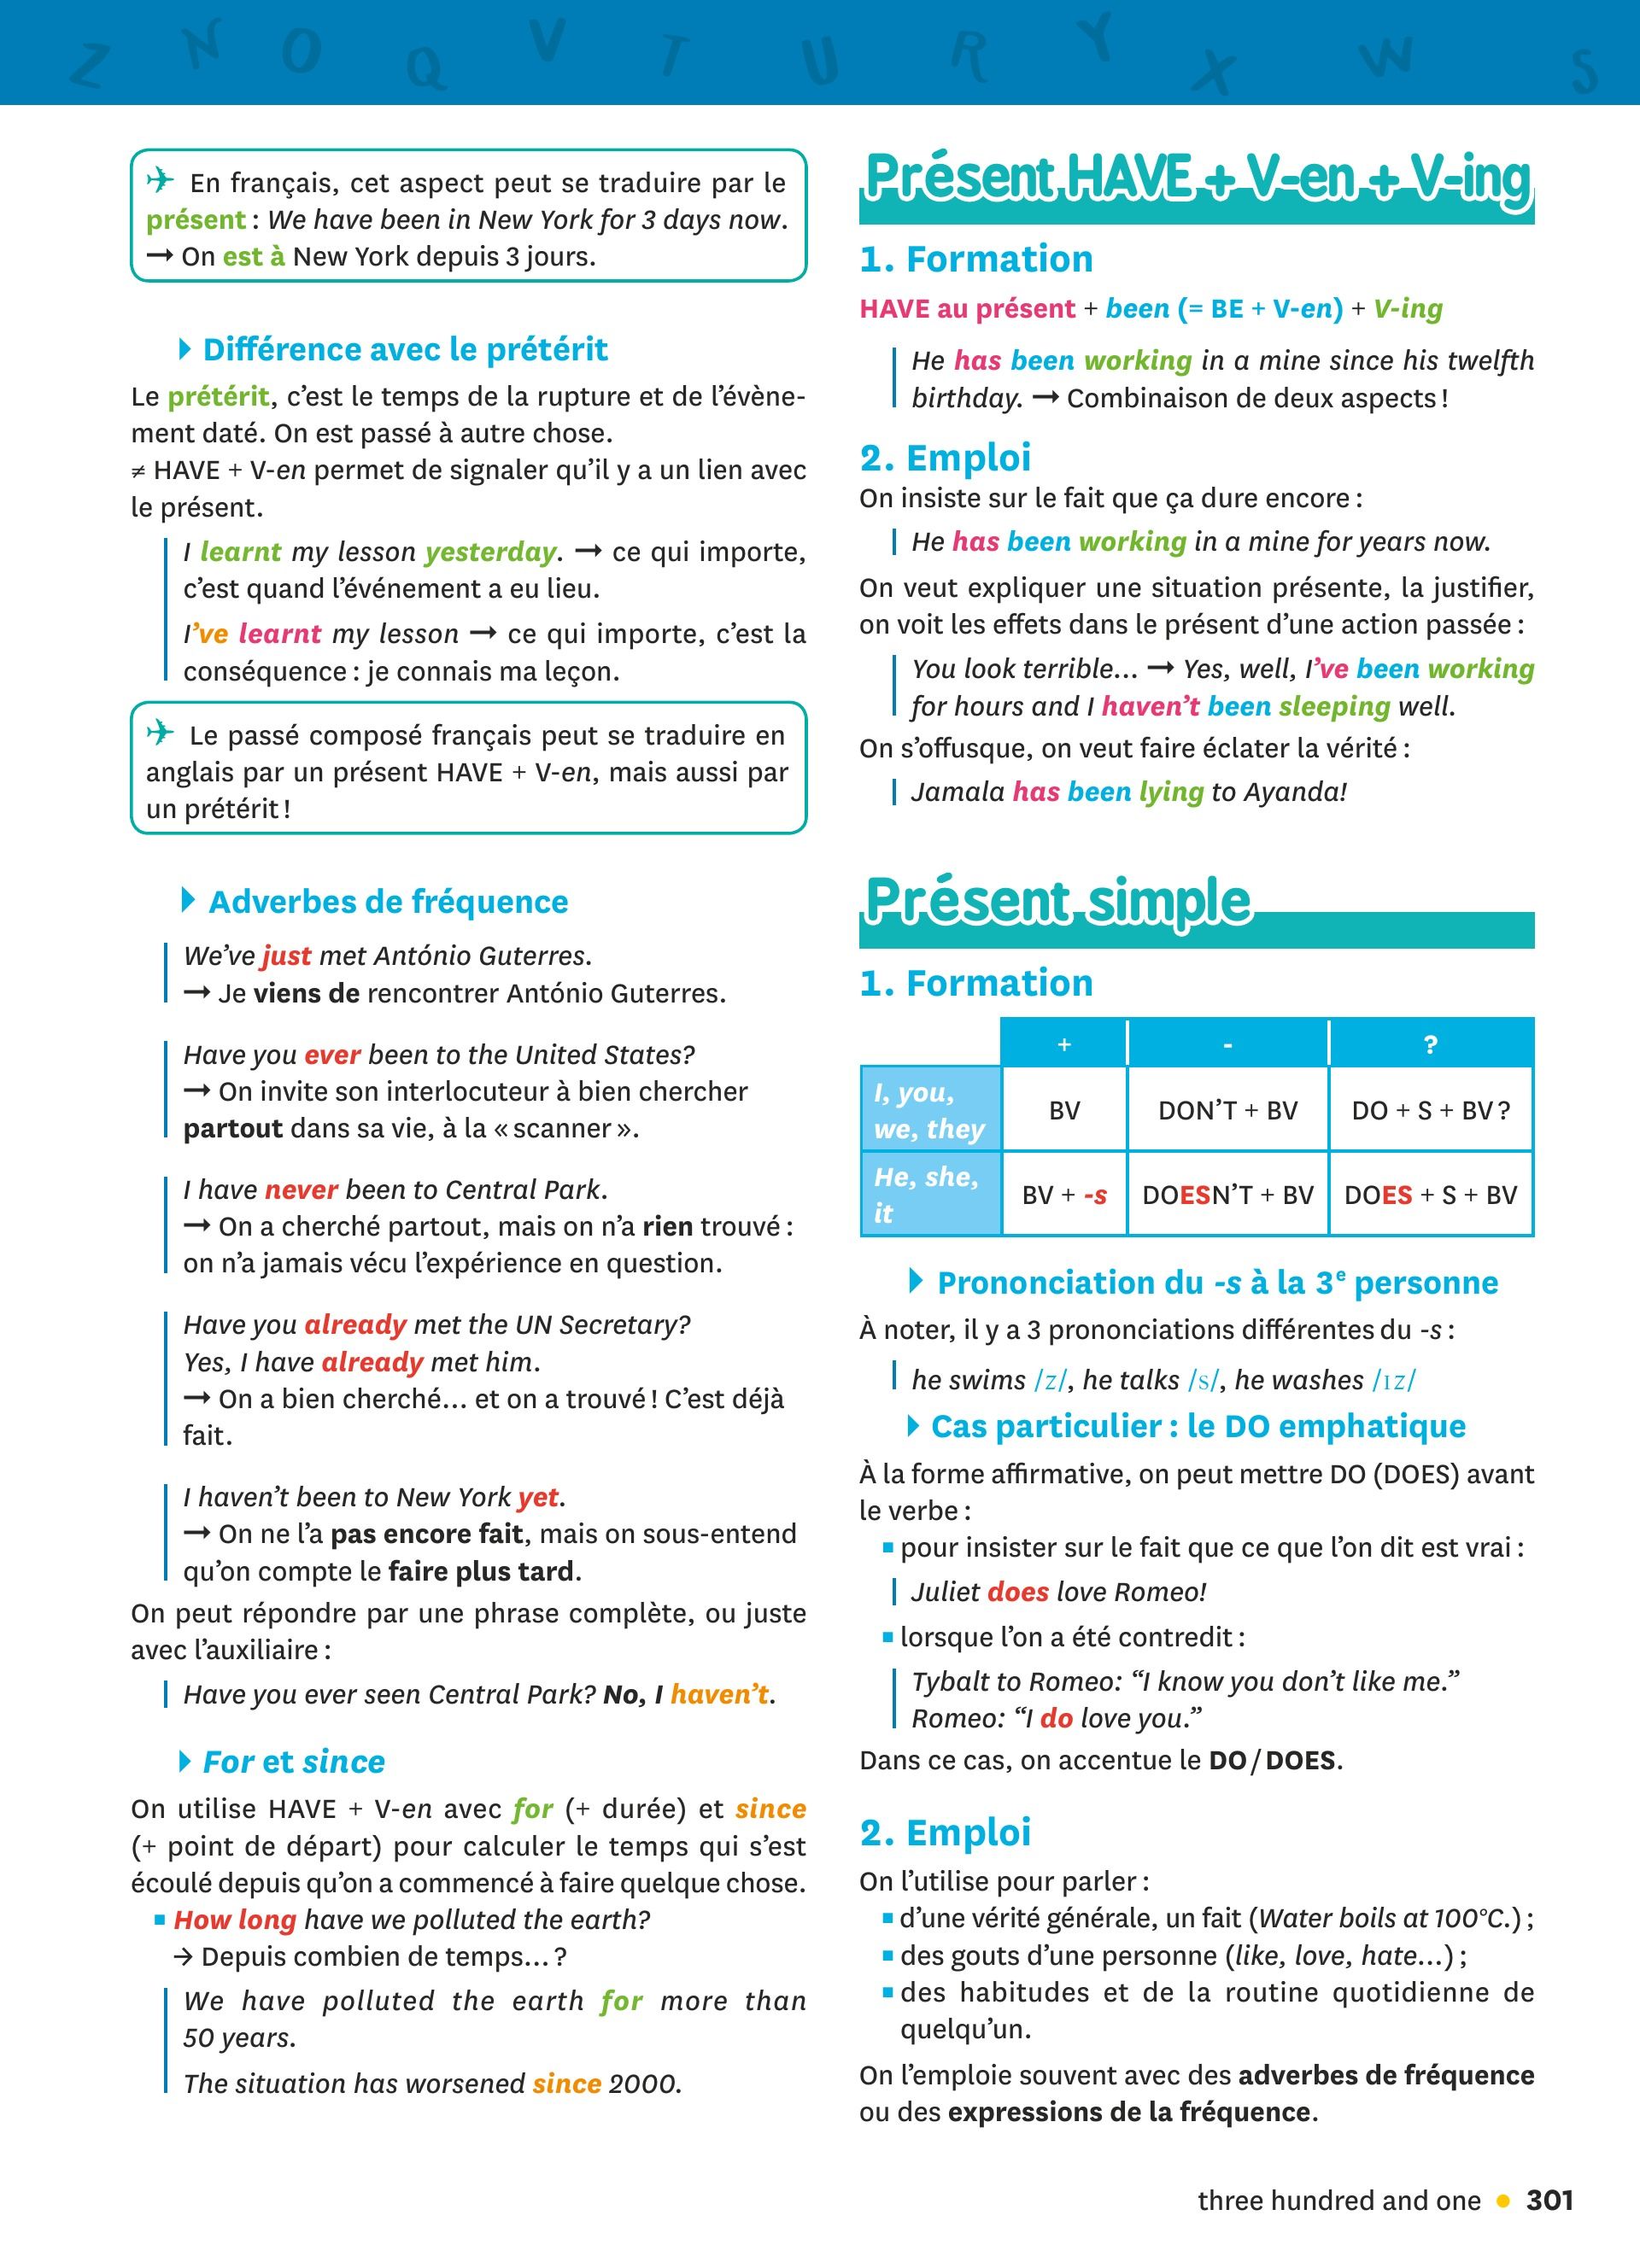 Z N O Q V T U R Y X W S
✈ En français, cet aspect peut se traduire par le
présent : We have been in New York for 3 days now.
→ On est à New York depuis 3 jours.
▶ Différence avec le prétérit
Le prétérit, c’est le temps de la rupture et de l’évène-
ment daté. On est passé à autre chose.
≠ HAVE + V-en permet de signaler qu’il y a un lien avec
le présent.
I learnt my lesson yesterday. → ce qui importe,
c’est quand l’événement a eu lieu.
I’ve learnt my lesson → ce qui importe, c’est la
conséquence : je connais ma leçon.
✈ Le passé composé français peut se traduire en
anglais par un présent HAVE + V-en, mais aussi par
un prétérit !
▶ Adverbes de fréquence
We’ve just met António Guterres.
→ Je viens de rencontrer António Guterres.
Have you ever been to the United States?
→ On invite son interlocuteur à bien chercher
partout dans sa vie, à la « scanner ».
I have never been to Central Park.
→ On a cherché partout, mais on n’a rien trouvé :
on n’a jamais vécu l’expérience en question.
Have you already met the UN Secretary?
Yes, I have already met him.
→ On a bien cherché… et on a trouvé ! C’est déjà
fait.
I haven’t been to New York yet.
→ On ne l’a pas encore fait, mais on sous-entend
qu’on compte le faire plus tard.
On peut répondre par une phrase complète, ou juste
avec l’auxiliaire :
Have you ever seen Central Park? No, I haven’t.
▶ For et since
On utilise HAVE + V-en avec for (+ durée) et since
(+ point de départ) pour calculer le temps qui s’est
écoulé depuis qu’on a commencé à faire quelque chose.
▪ How long have we polluted the earth?
→ Depuis combien de temps… ?
We have polluted the earth for more than
50 years.
The situation has worsened since 2000.
Présent HAVE + V-en + V-ing
1. Formation
HAVE au présent + been (= BE + V-en) + V-ing
He has been working in a mine since his twelfth
birthday. → Combinaison de deux aspects !
2. Emploi
On insiste sur le fait que ça dure encore :
He has been working in a mine for years now.
On veut expliquer une situation présente, la justifier,
on voit les effets dans le présent d’une action passée :
You look terrible… → Yes, well, I’ve been working
for hours and I haven’t been sleeping well.
On s’offusque, on veut faire éclater la vérité :
Jamala has been lying to Ayanda!
Présent simple
1. Formation
+ - ?
I, you,
we, they
BV DON’T + BV DO + S + BV ?
He, she,
it
BV + -s DOESN’T + BV DOES + S + BV
▶ Prononciation du -s à la 3e personne
À noter, il y a 3 prononciations différentes du -s :
he swims /z/, he talks /s/, he washes /ɪz/
▶ Cas particulier : le DO emphatique
À la forme affirmative, on peut mettre DO (DOES) avant
le verbe :
▪ pour insister sur le fait que ce que l’on dit est vrai :
Juliet does love Romeo!
▪ lorsque l’on a été contredit :
Tybalt to Romeo: “I know you don’t like me.”
Romeo: “I do love you.”
Dans ce cas, on accentue le DO / DOES.
2. Emploi
On l’utilise pour parler :
▪ d’une vérité générale, un fait (Water boils at 100°C.) ;
▪ des gouts d’une personne (like, love, hate…) ;
▪ des habitudes et de la routine quotidienne de
quelqu’un.
On l’emploie souvent avec des adverbes de fréquence
ou des expressions de la fréquence.
three hundred and one • 301